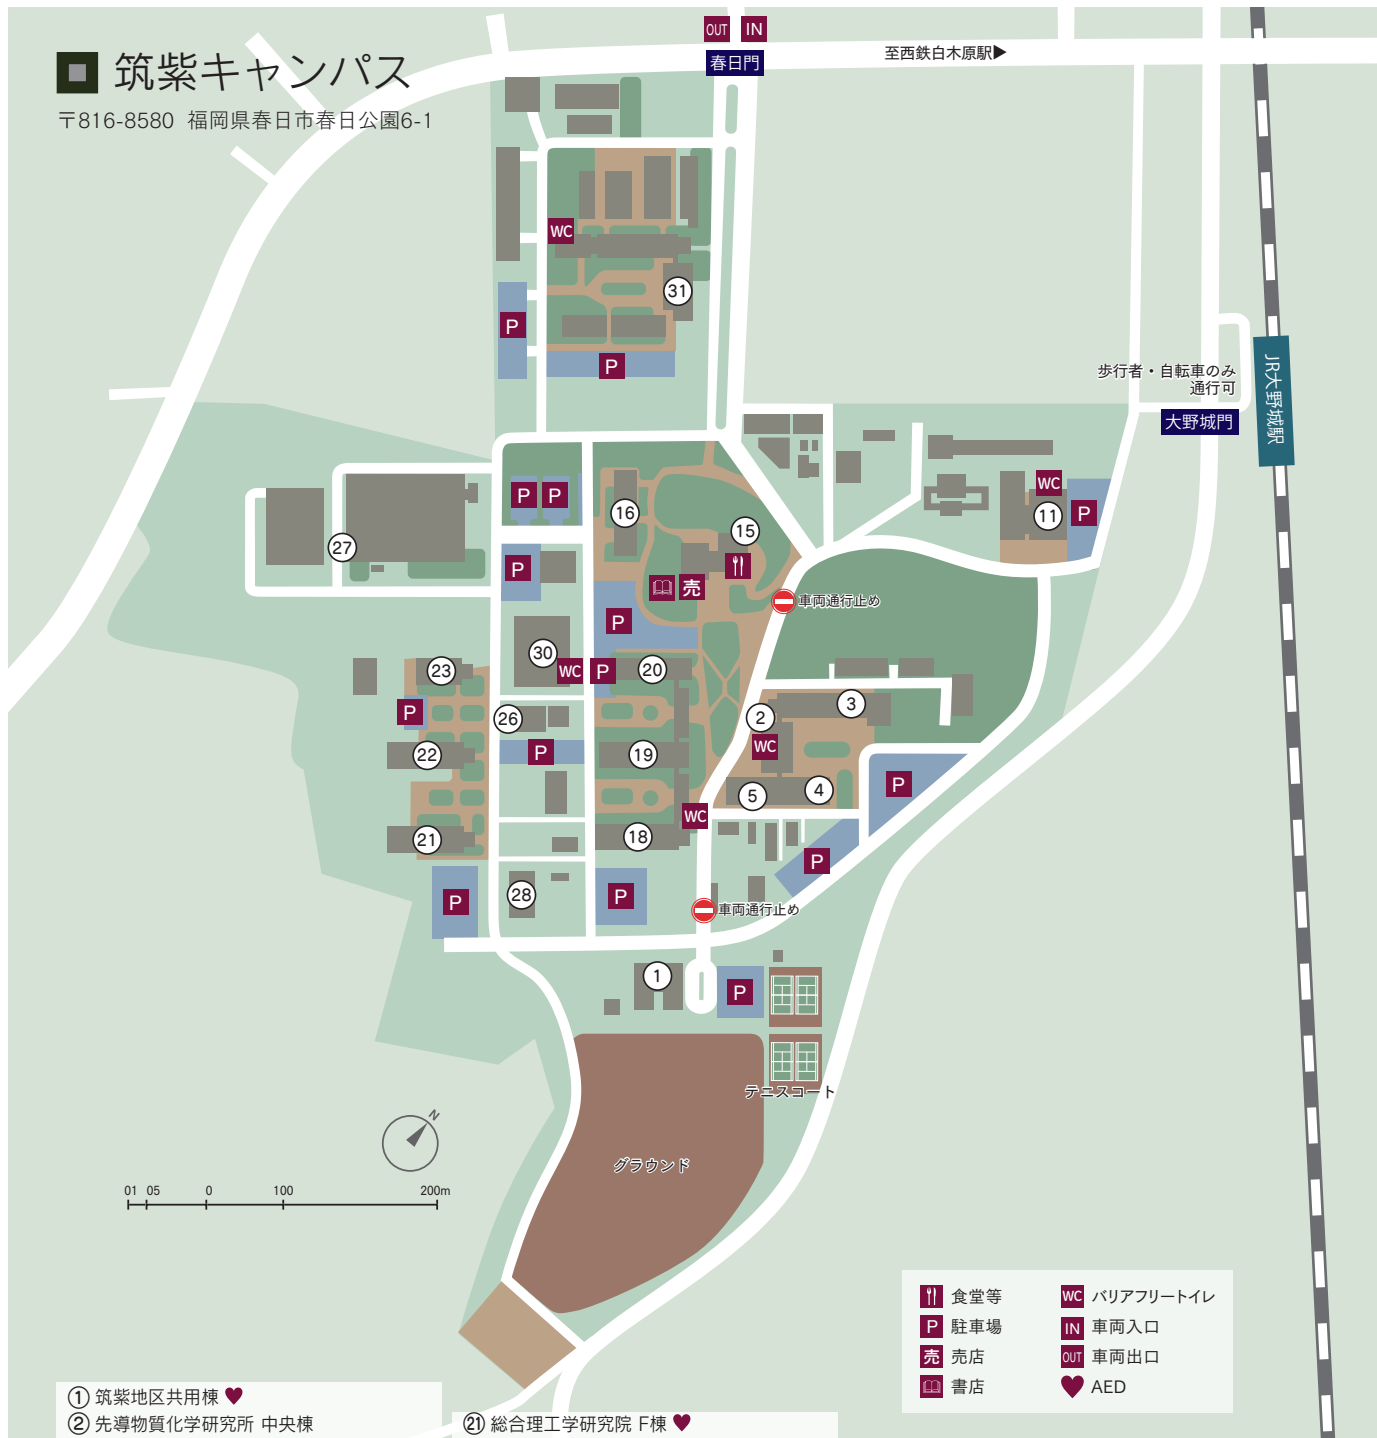 OUT IN
春日門
至西鉄白木原駅▶
筑紫キャンパス
〒816-8580 福岡県春日市春日公園6-1
WC
31
P
P
歩行者・自転車のみ
通行可
大野城門
JR大野城駅
P P
16
15
WC
11
P
27
P
書店
売
車両通行止め
P
30
WC P
20
23
P
26
2
3
WC
22
P
19
P
5
4
21
18
WC
P
28
P
P
車両通行止め
1
P
テニスコート
グラウンド
N
01 05 0 100 200m
食堂等
WC バリアフリートイレ
P 駐車場
IN 車両入口
売 売店
OUT 車両出口
書店
AED
① 筑紫地区共用棟 ♥
② 先導物質化学研究所 中央棟
㉑ 総合理工学研究院 F棟 ♥